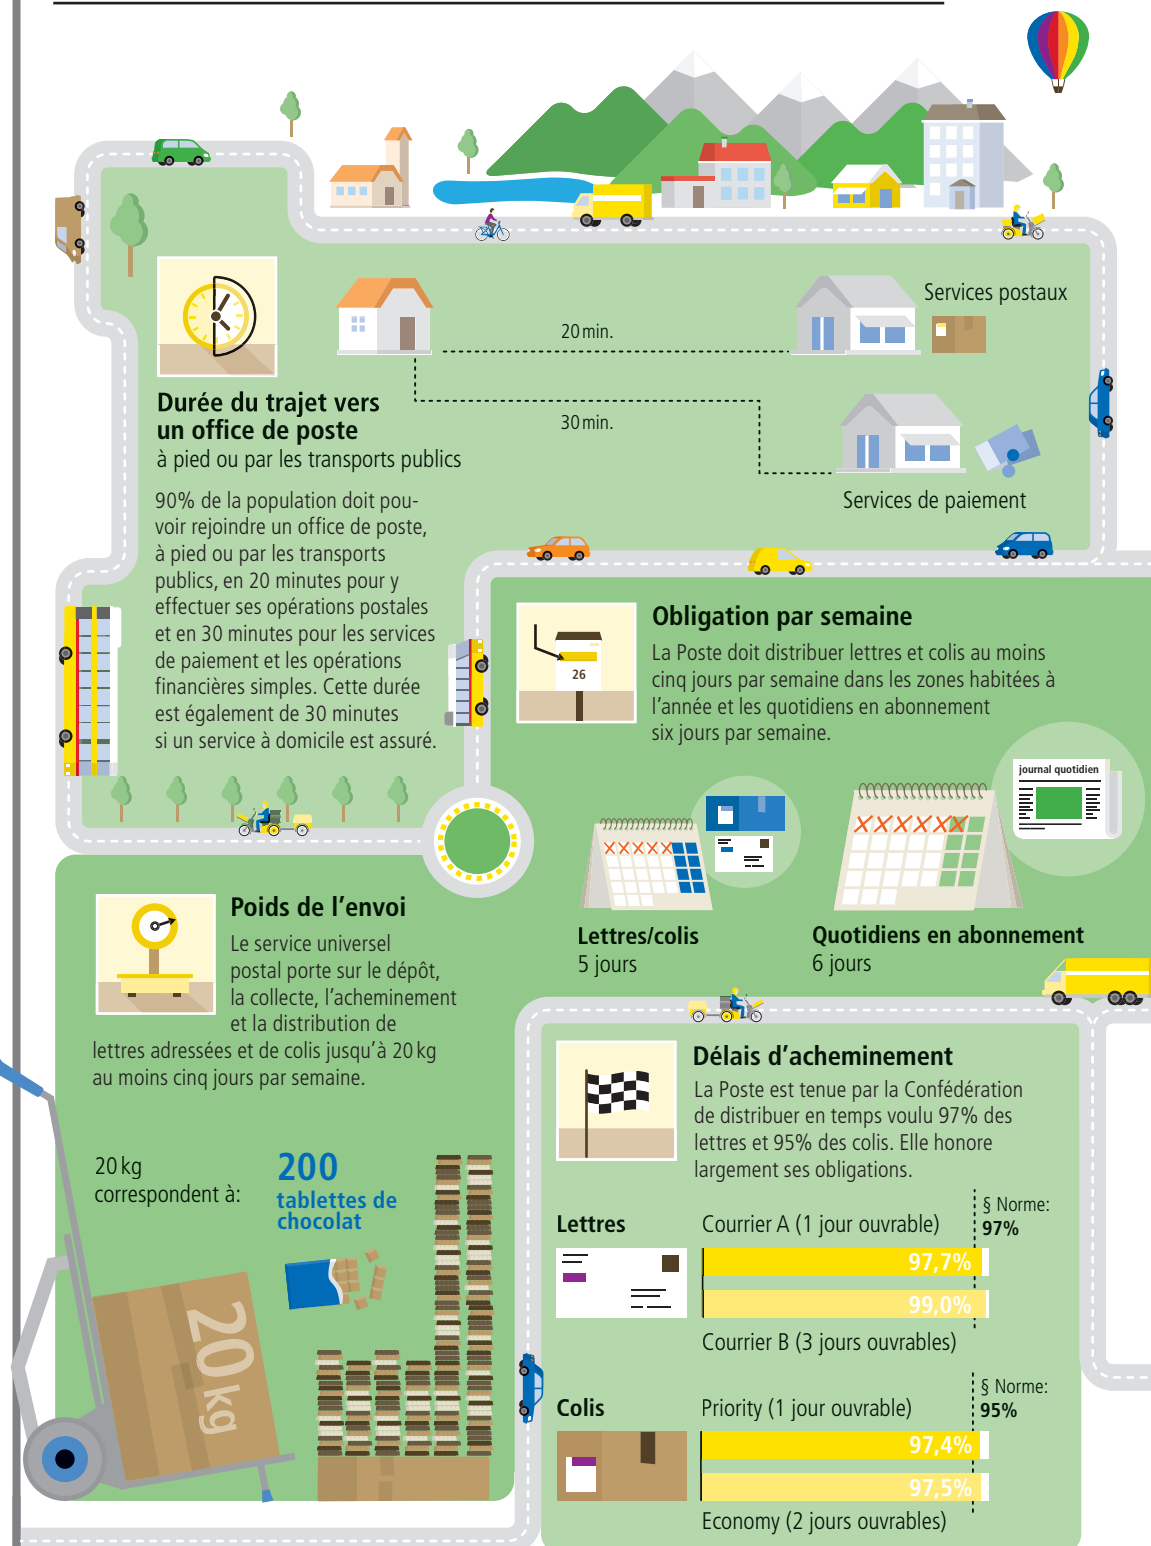 Services postaux
20 min.
Durée du trajet vers
un office de poste
à pied ou par les transports publics
30 min.
Services de paiement
90% de la population doit pou-
voir rejoindre un office de poste,
à pied ou par les transports
publics, en 20 minutes pour y
effectuer ses opérations postales
et en 30 minutes pour les services
de paiement et les opérations
financières simples. Cette durée
est également de 30 minutes
si un service à domicile est assuré.
26
Obligation par semaine
La Poste doit distribuer lettres et colis au moins
cinq jours par semaine dans les zones habitées à
l’année et les quotidiens en abonnement
six jours par semaine.
journal quotidien
Lettres/colis
5 jours
Quotidiens en abonnement
6 jours
Poids de l’envoi
Le service universel
postal porte sur le dépôt,
la collecte, l’acheminement
et la distribution de
lettres adressées et de colis jusqu’à 20 kg
au moins cinq jours par semaine.
20 kg
correspondent à:
200
tablettes de
chocolat
20 kg
Délais d’acheminement
La Poste est tenue par la Confédération
de distribuer en temps voulu 97% des
lettres et 95% des colis. Elle honore
largement ses obligations.
Lettres
Courrier A (1 jour ouvrable)
§ Norme:
97%
97,7%
99,0%
Courrier B (3 jours ouvrables)
Colis
Priority (1 jour ouvrable)
§ Norme:
95%
97,4%
97,5%
Economy (2 jours ouvrables)